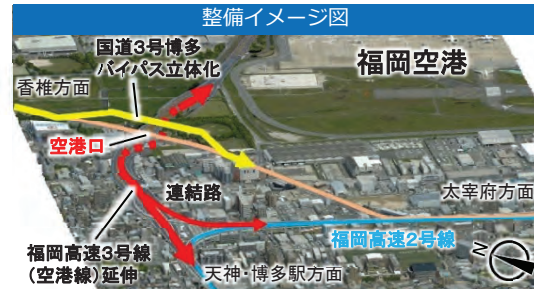 整備イメージ図
国道3号博多
バイパス立体化
福岡空港
香椎方面
空港口
連結路
太宰府方面
福岡高速2号線
福岡高速3号線
(空港線)延伸
天神・博多駅方面
N